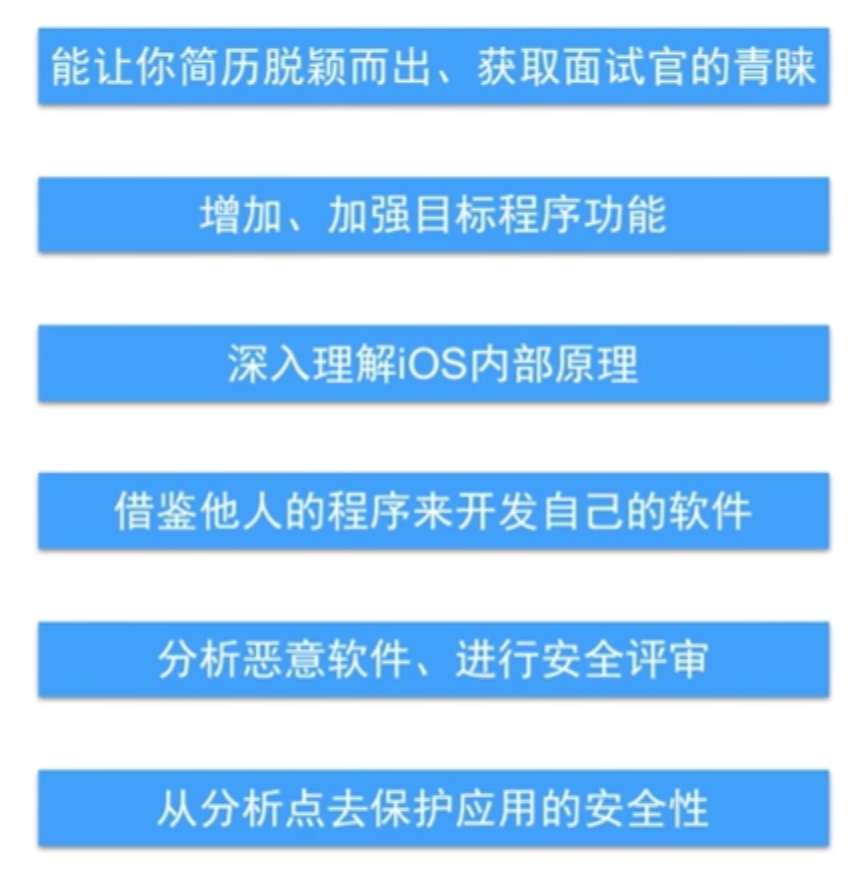 能让你简历脱颖而出、获取面试官的青睐
增加、加强目标程序功能
深入理解iOS内部原理
借鉴他人的程序来开发自己的软件
分析恶意软件、进行安全评审
从分析点去保护应用的安全性